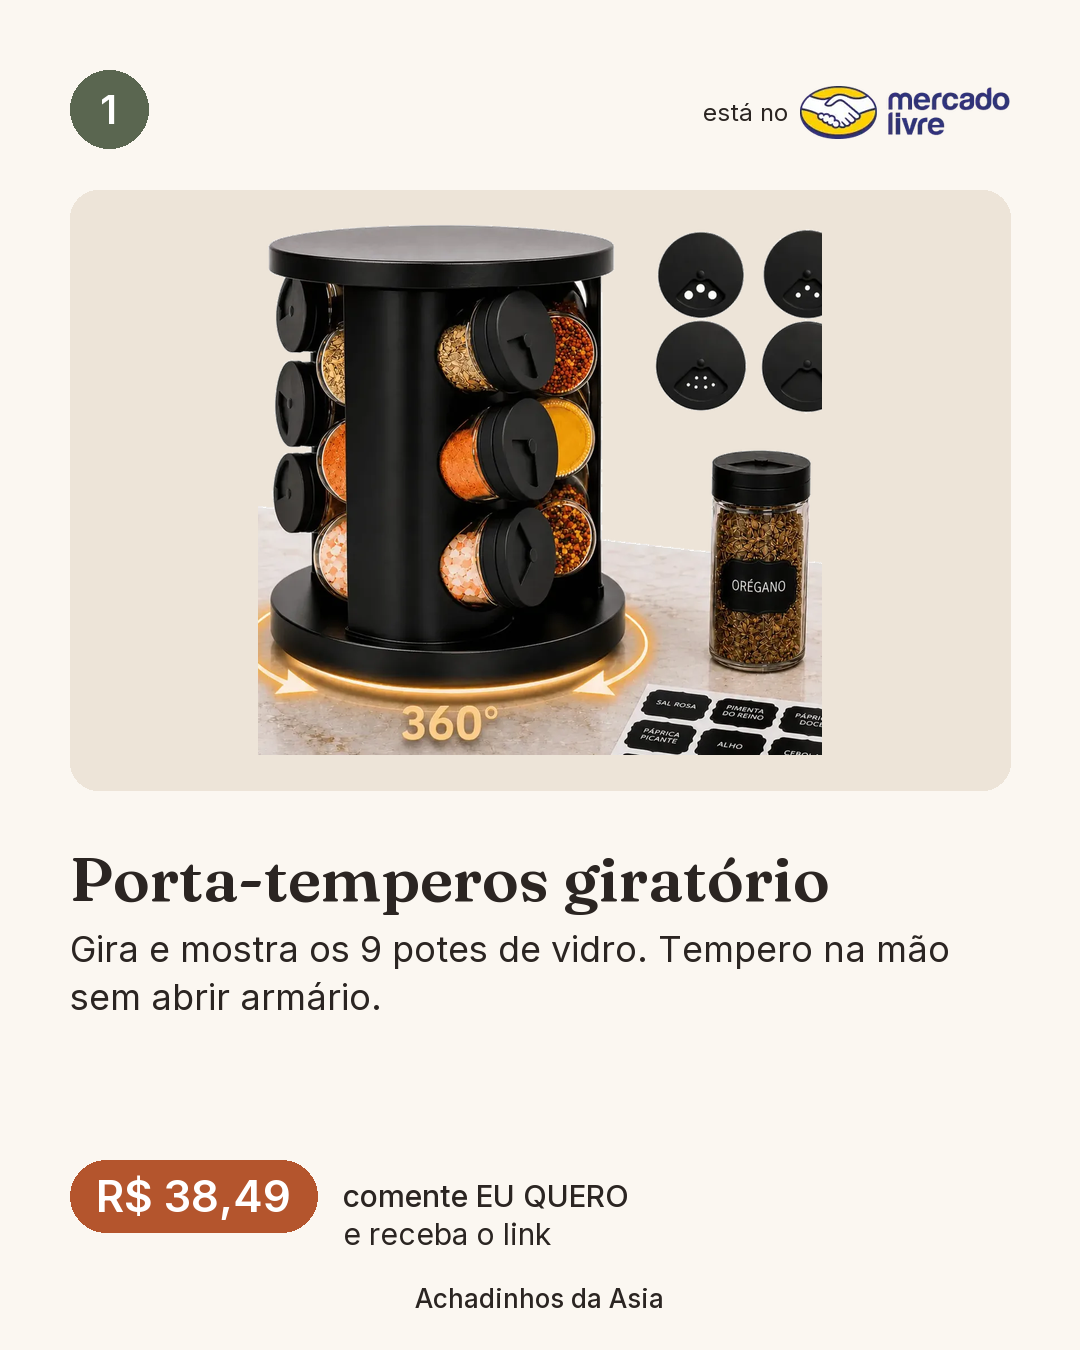 1
está no mercado livre
360°
ORÉGANO
SAL ROSA
PIMENTA DO REINO
PÁPRICA PICANTE
ALHO
Porta-temperos giratório
Gira e mostra os 9 potes de vidro. Tempero na mão
sem abrir armário.
R$ 38,49
comente EU QUERO
e receba o link
Achadinhos da Asia